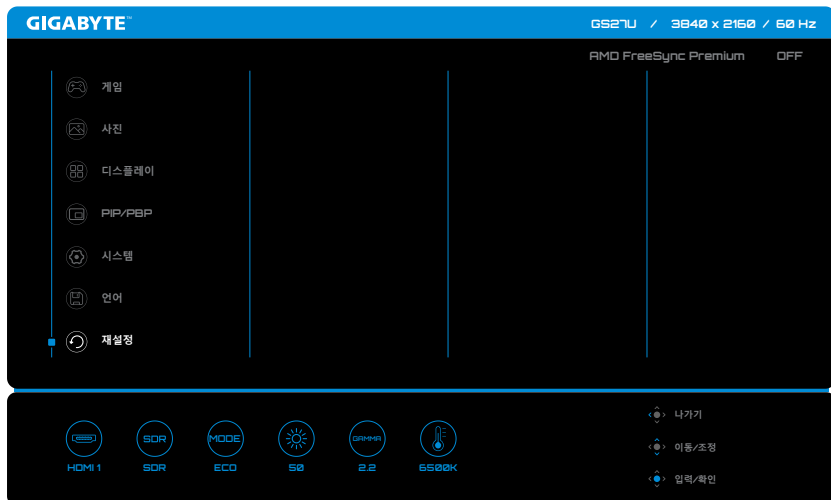 GIGABYTE™
GS27U / 3840 x 2160 / 60 Hz
AMD FreeSync Premium OFF
게임
사진
디스플레이
PIP/PBP
시스템
언어
재설정
SDR MODE GAMMA
HDMI 1 SDR ECO 50 2.2 6500K
나가기
이동/조정
입력/확인